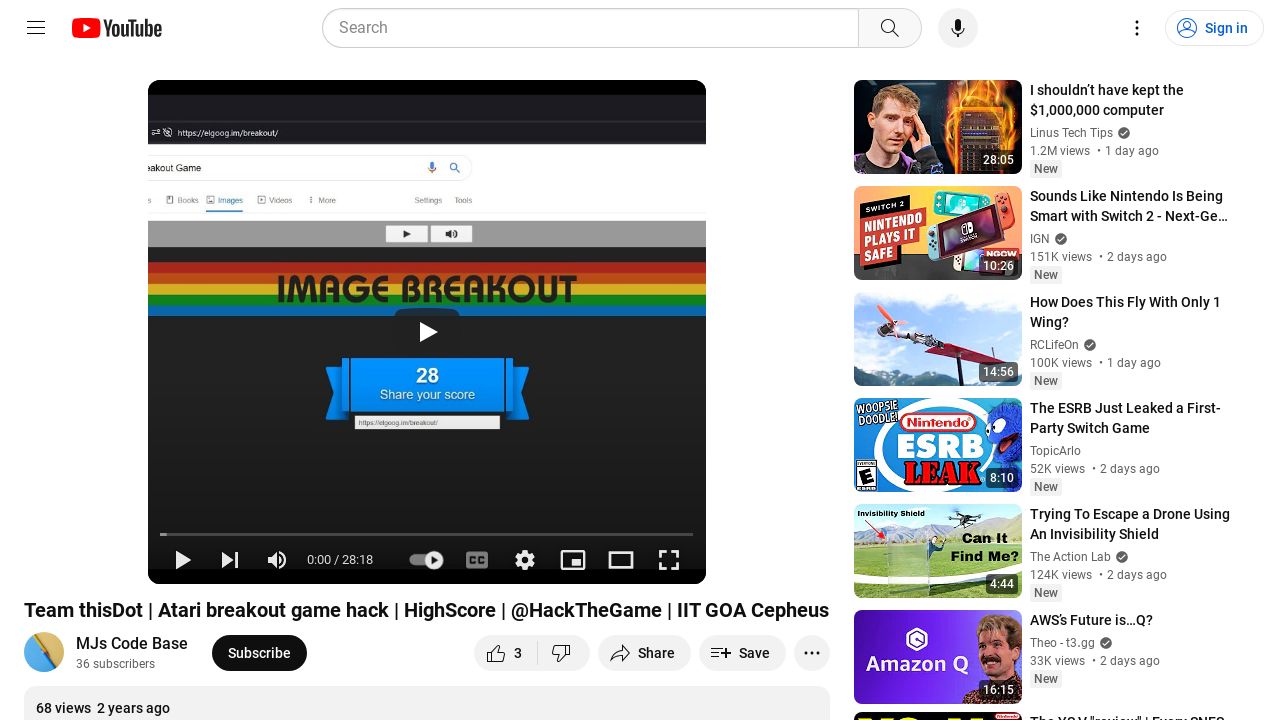 YouTube
Search
Sign in
https://elgoog.im/breakout/
eakout Game
Books
Images
Videos
More
Settings
Tools
IMAGE BREAKOUT
28
Share your score
https://elgoog.im/breakout/
0:00 / 28:18
CC
Team thisDot | Atari breakout game hack | HighScore | @HackTheGame | IIT GOA Cepheus
MJs Code Base
36 subscribers
Subscribe
3
Share
Save
68 views 2 years ago
28:05
I shouldn’t have kept the
$1,000,000 computer
Linus Tech Tips
1.2M views • 1 day ago
New
SWITCH 2
NINTENDO
PLAYS IT
SAFE
NGCW
10:26
Sounds Like Nintendo Is Being
Smart with Switch 2 - Next-Ge…
IGN
151K views • 2 days ago
New
14:56
How Does This Fly With Only 1
Wing?
RCLifeOn
100K views • 1 day ago
New
WOOPSIE
DOODLE!
Nintendo
ESRB
LEAK
EVERYONE
E
ESRB
8:10
The ESRB Just Leaked a First-
Party Switch Game
TopicArlo
52K views • 2 days ago
New
Invisibility Shield
Can It
Find Me?
4:44
Trying To Escape a Drone Using
An Invisibility Shield
The Action Lab
124K views • 2 days ago
New
Amazon Q
16:15
AWS’s Future is…Q?
Theo - t3.gg
33K views • 2 days ago
New